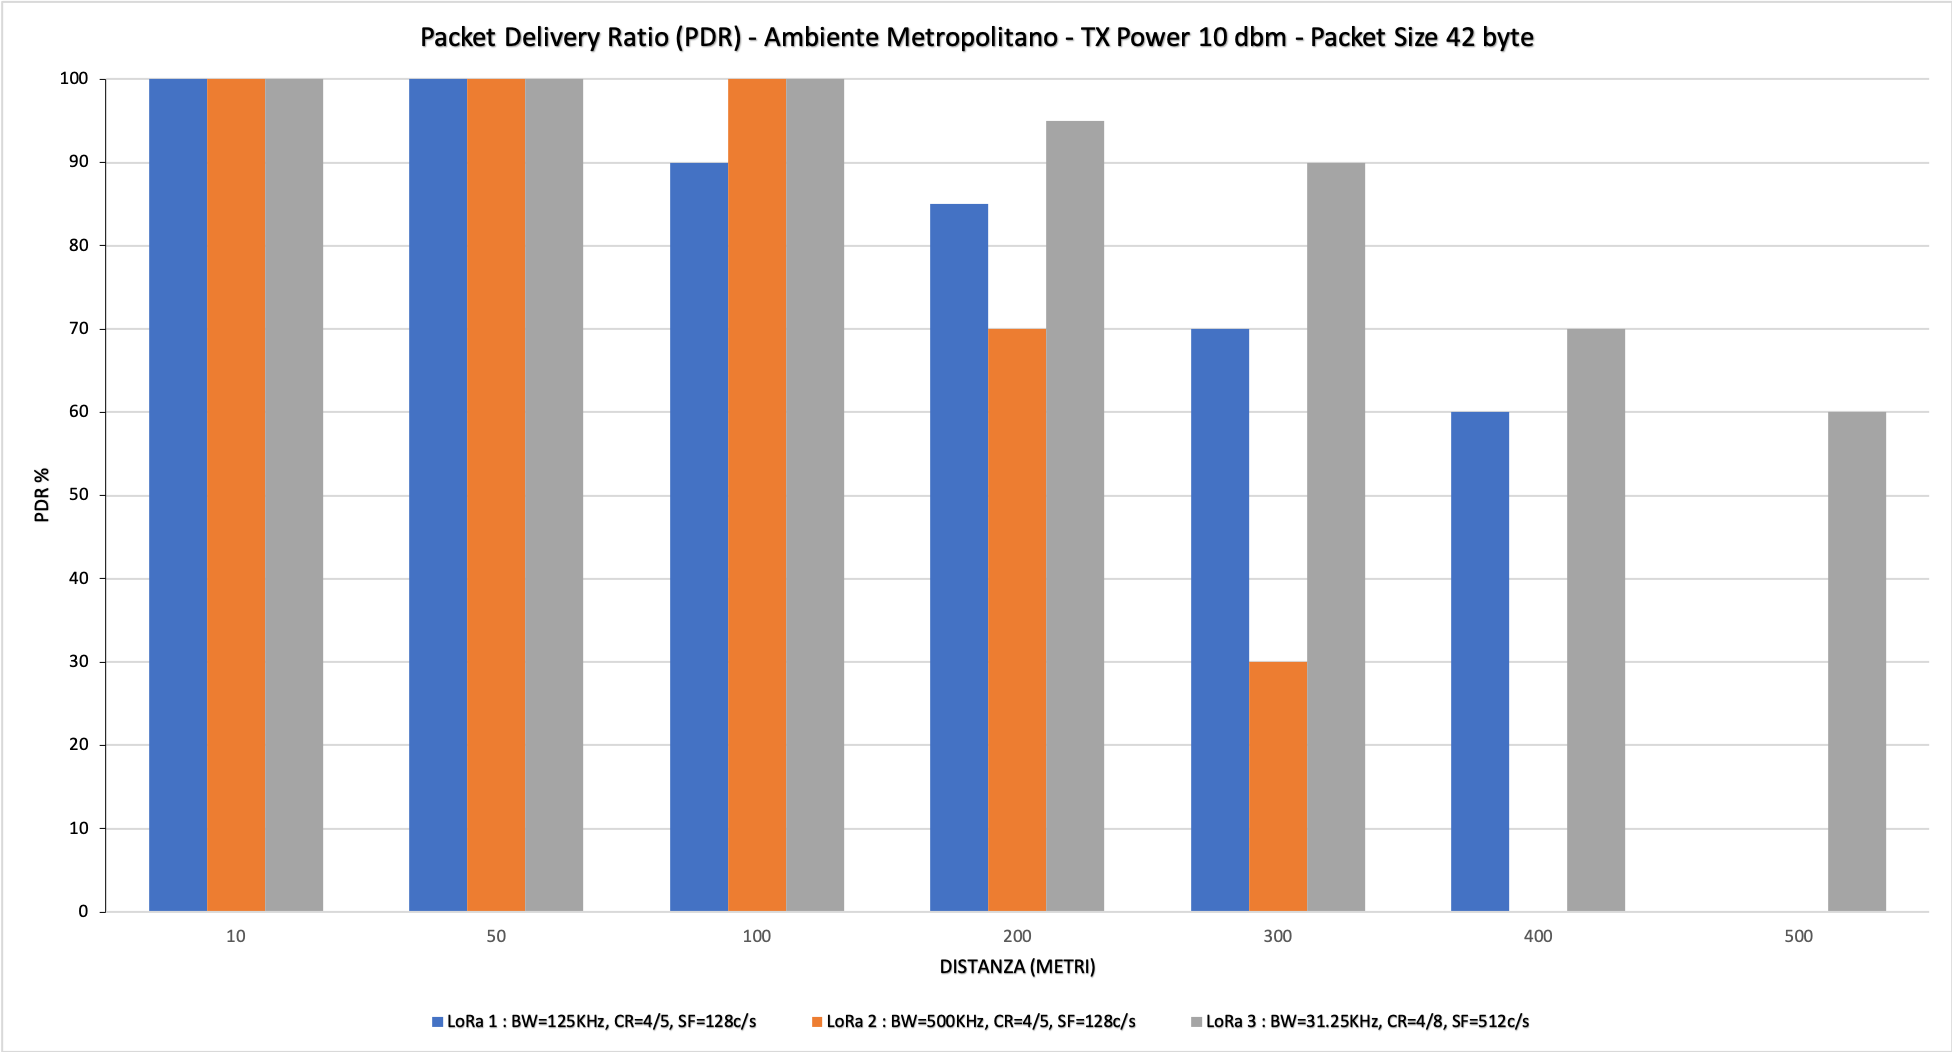 Packet Delivery Ratio (PDR) - Ambiente Metropolitano - TX Power 10 dbm - Packet Size 42 byte
100
90
80
70
60
50
40
30
20
10
0
PDR %
10 50 100 200 300 400 500
DISTANZA (METRI)
LoRa 1 : BW=125KHz, CR=4/5, SF=128c/s LoRa 2 : BW=500KHz, CR=4/5, SF=128c/s LoRa 3 : BW=31.25KHz, CR=4/8, SF=512c/s